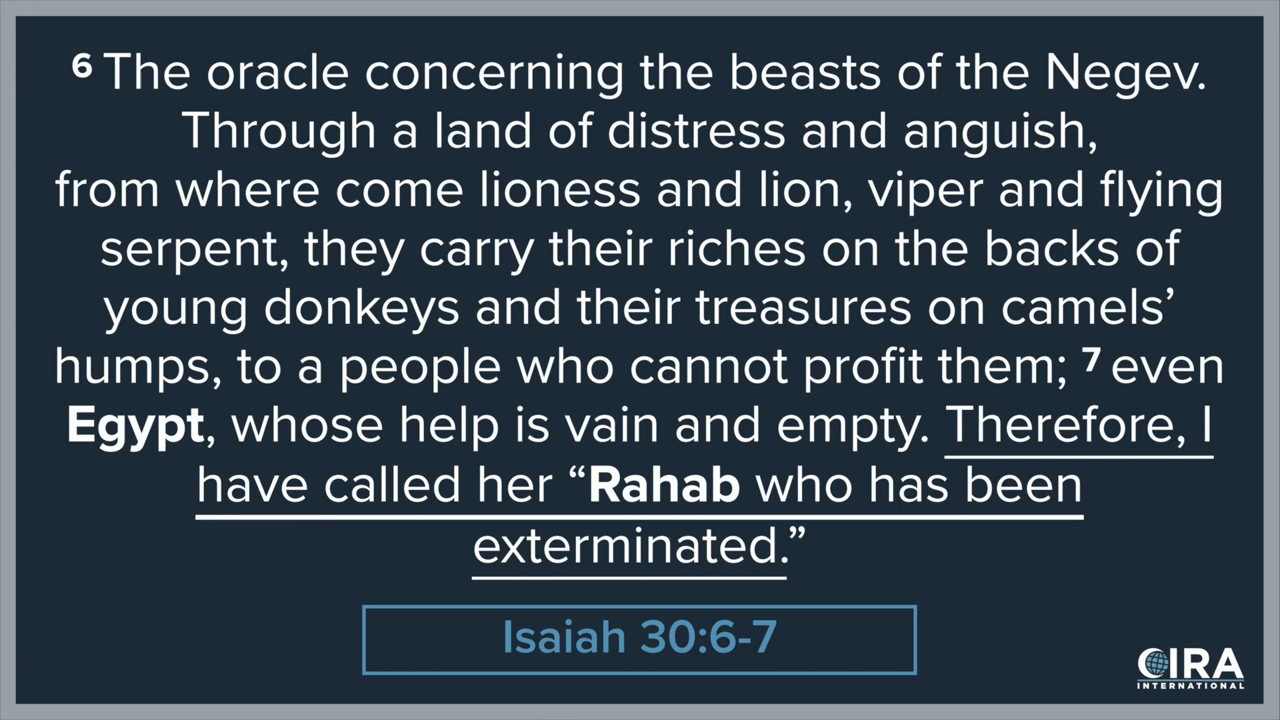 6 The oracle concerning the beasts of the Negev.
Through a land of distress and anguish,
from where come lioness and lion, viper and flying
serpent, they carry their riches on the backs of
young donkeys and their treasures on camels’
humps, to a people who cannot profit them; 7 even
Egypt, whose help is vain and empty. Therefore, I
have called her “Rahab who has been
exterminated.”
Isaiah 30:6-7
CIRA
INTERNATIONAL